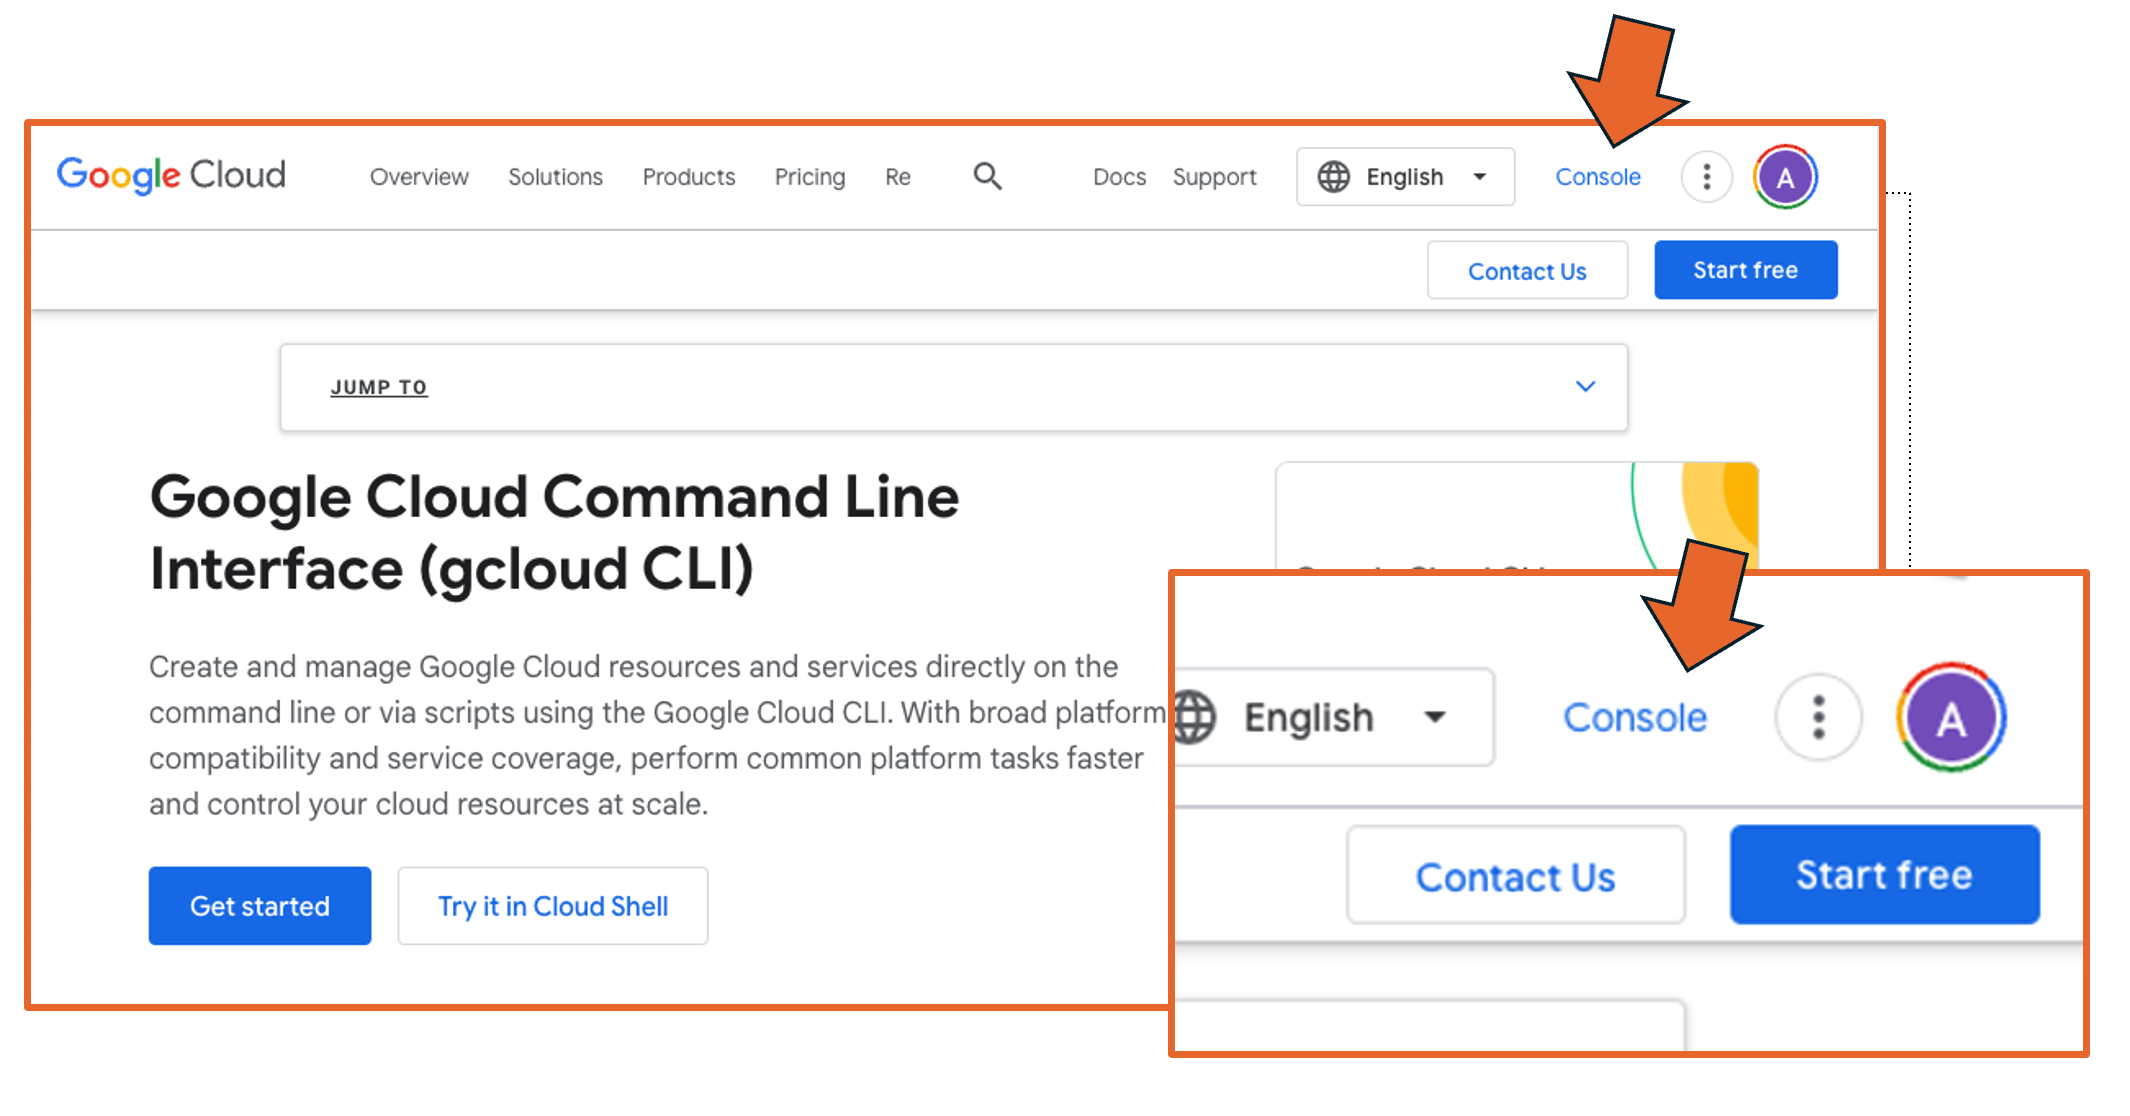 Google Cloud Overview Solutions Products Pricing Re Docs Support English Console A
Contact Us Start free
JUMP TO
Google Cloud Command Line
Interface (gcloud CLI)
Create and manage Google Cloud resources and services directly on the
command line or via scripts using the Google Cloud CLI. With broad platform
compatibility and service coverage, perform common platform tasks faster
and control your cloud resources at scale.
Get started Try it in Cloud Shell
English Console A
Contact Us Start free